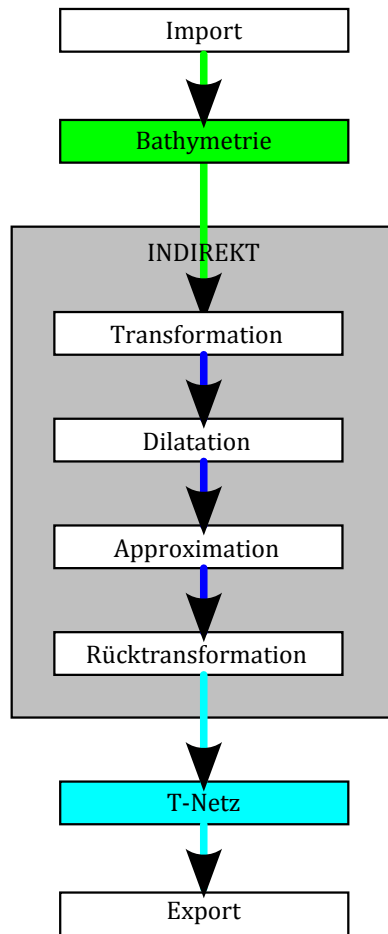 Import
Bathymetrie
INDIREKT
Transformation
Dilatation
Approximation
Rücktransformation
T-Netz
Export